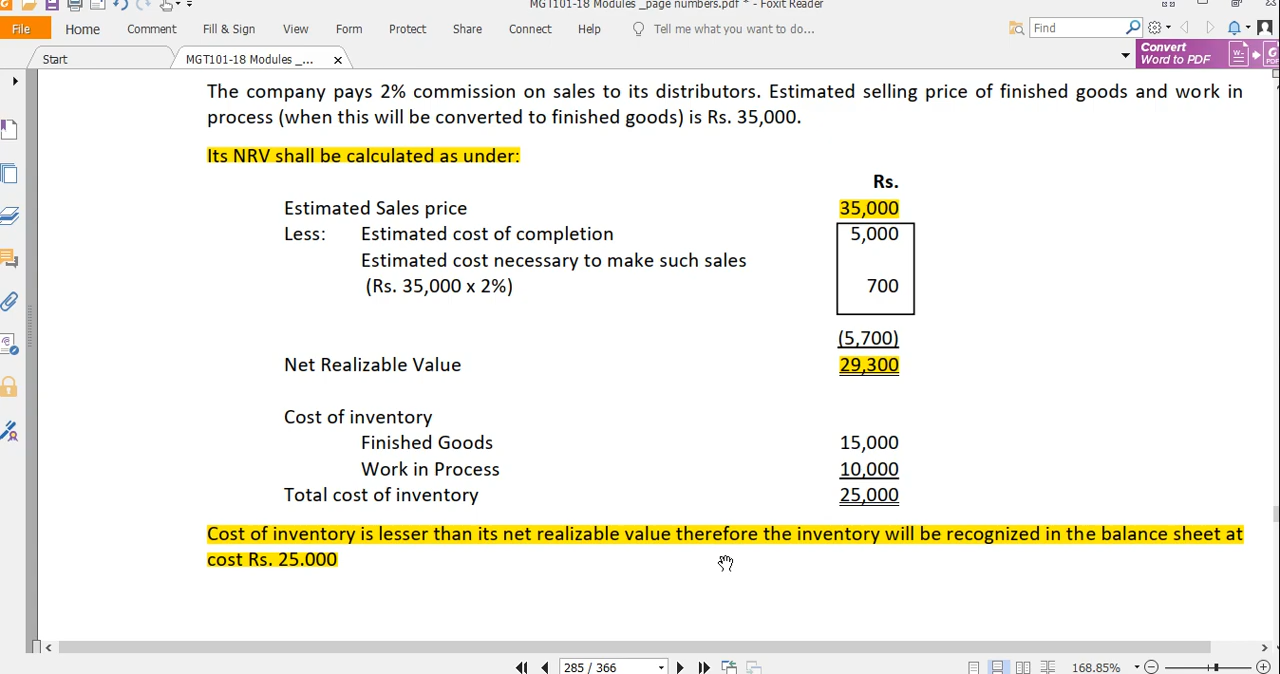 MGT101-18 Modules _page numbers.pdf * - Foxit Reader
File Home Comment Fill & Sign View Form Protect Share Connect Help Tell me what you want to do... Find
Start MGT101-18 Modules _... Convert Word to PDF
The company pays 2% commission on sales to its distributors. Estimated selling price of finished goods and work in
process (when this will be converted to finished goods) is Rs. 35,000.
Its NRV shall be calculated as under:
Rs.
Estimated Sales price 35,000
Less: Estimated cost of completion 5,000
Estimated cost necessary to make such sales
(Rs. 35,000 x 2%) 700
(5,700)
Net Realizable Value 29,300
Cost of inventory
Finished Goods 15,000
Work in Process 10,000
Total cost of inventory 25,000
Cost of inventory is lesser than its net realizable value therefore the inventory will be recognized in the balance sheet at
cost Rs. 25.000
285 / 366 168.85%